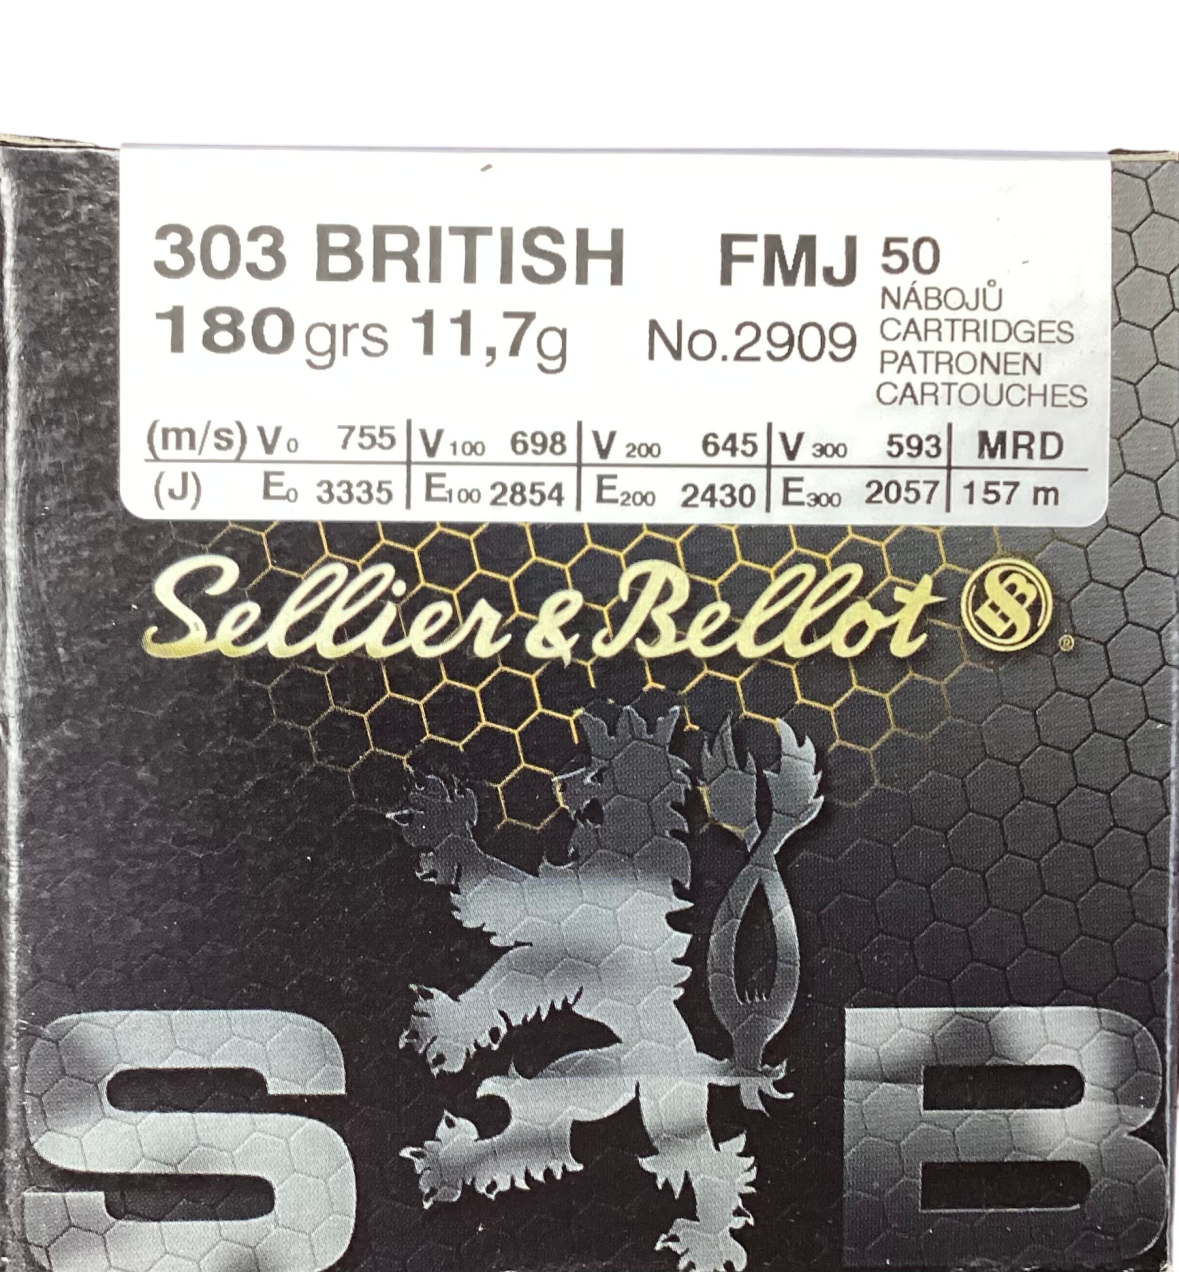 303 BRITISH FMJ 50
NÁBOJŮ
180 grs 11,7g No.2909 CARTRIDGES
PATRONEN
CARTOUCHES
(m/s) V0 755 V100 698 V200 645 V300 593 MRD
(J) E0 3335 E100 2854 E200 2430 E300 2057 157 m
Sellier & Bellot SB ®
S B